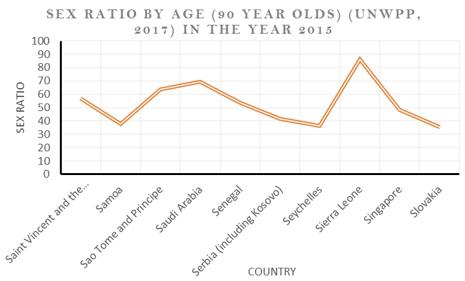 SEX RATIO BY AGE (90 YEAR OLDS) (UNWPP,
2017) IN THE YEAR 2015
100
90
80
70
60
50
40
30
20
10
0
SEX RATIO
Saint Vincent and the...
Samoa
Sao Tome and Principe
Saudi Arabia
Senegal
Serbia (including Kosovo)
Seychelles
Sierra Leone
Singapore
Slovakia
COUNTRY